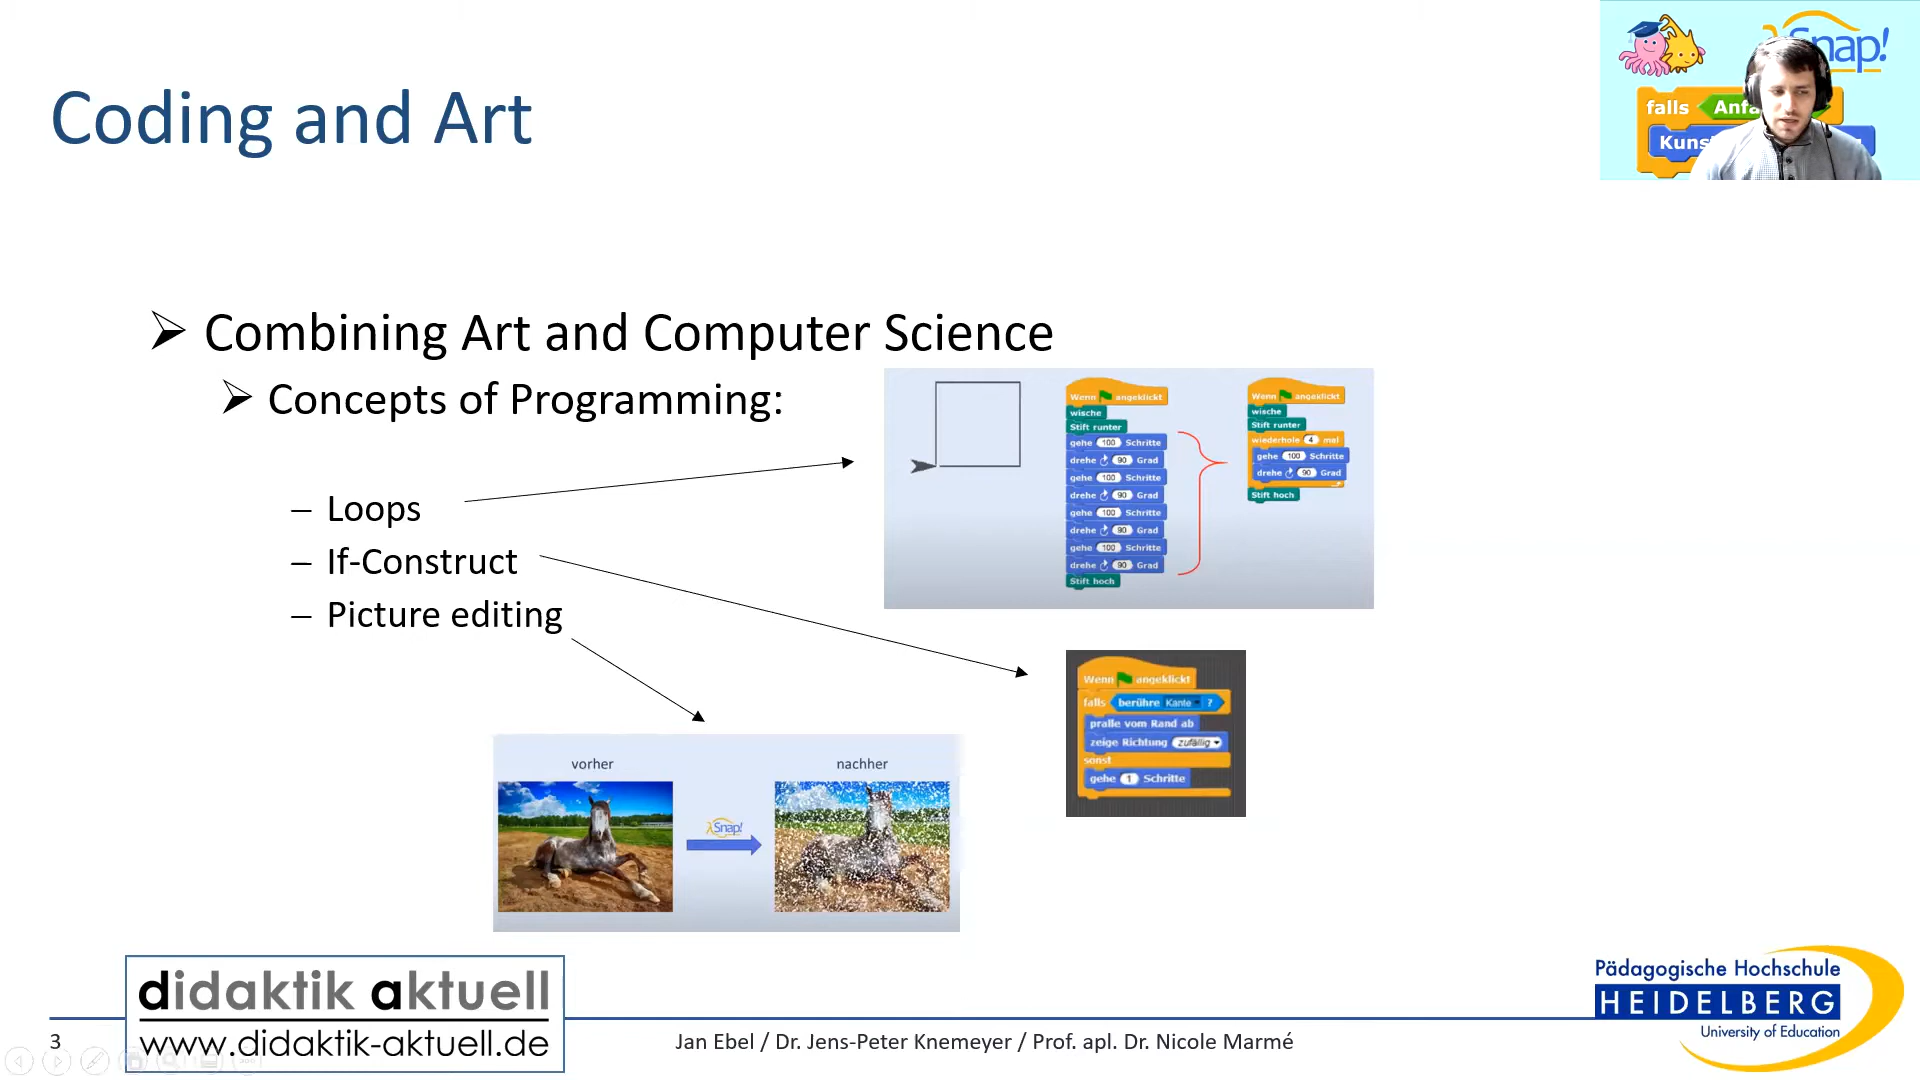 Coding and Art
Snap!
falls Anfa
Kuns
Combining Art and Computer Science
Concepts of Programming:
– Loops
– If-Construct
– Picture editing
Wenn angeklickt
wische
Stift runter
gehe 100 Schritte
drehe 90 Grad
gehe 100 Schritte
drehe 90 Grad
gehe 100 Schritte
drehe 90 Grad
gehe 100 Schritte
drehe 90 Grad
Stift hoch
Wenn angeklickt
wische
Stift runter
wiederhole 4 mal
gehe 100 Schritte
drehe 90 Grad
Stift hoch
Wenn angeklickt
falls berühre Kante ?
pralle vom Rand ab
zeige Richtung zufällig
sonst
gehe 1 Schritte
vorher
nachher
Snap!
didaktik aktuell
www.didaktik-aktuell.de
3
Jan Ebel / Dr. Jens-Peter Knemeyer / Prof. apl. Dr. Nicole Marmé
Pädagogische Hochschule
HEIDELBERG
University of Education